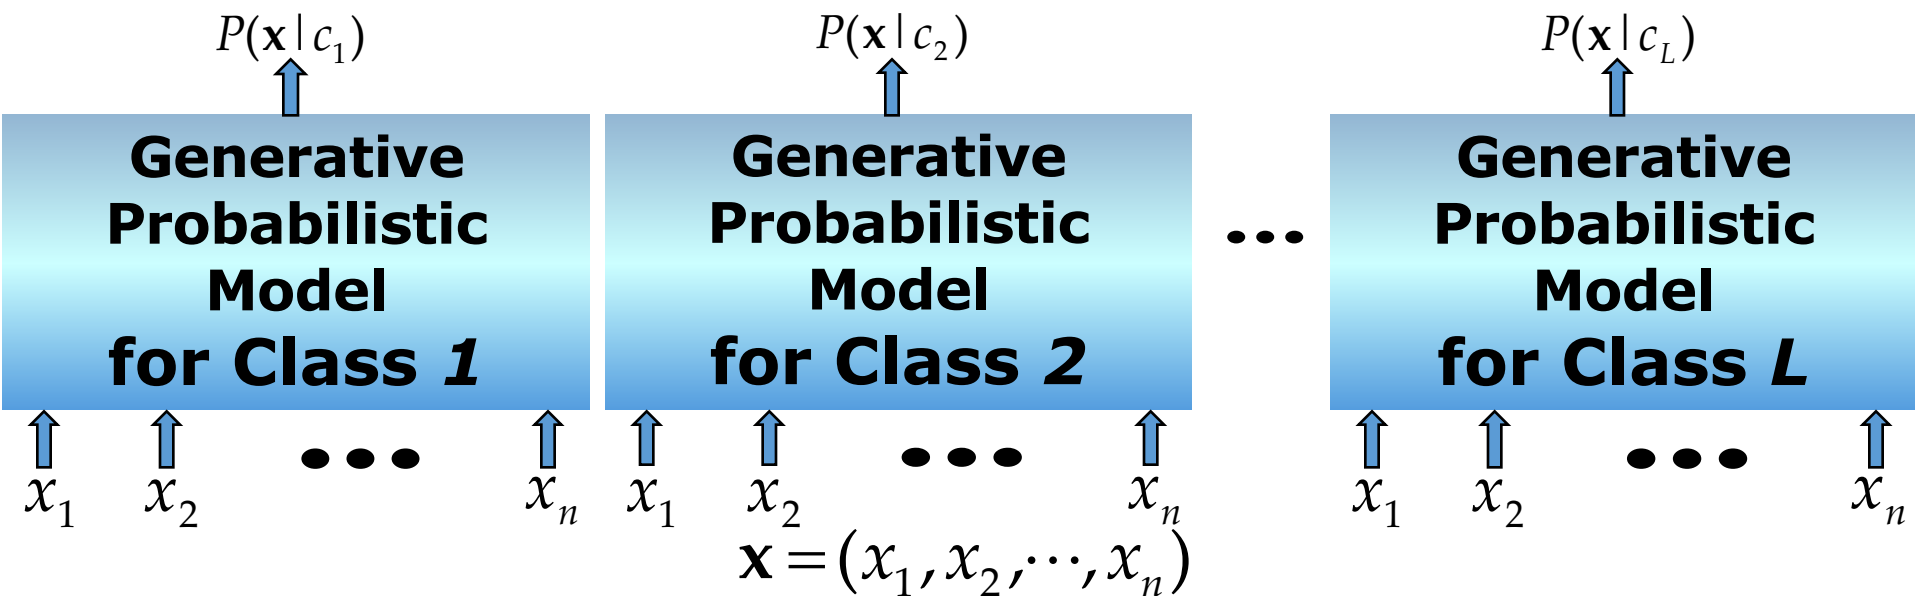 P(x|c₁) P(x|c₂) P(x|c_L)
Generative Generative Generative
Probabilistic Probabilistic ••• Probabilistic
Model Model Model
for Class 1 for Class 2 for Class L
x₁ x₂ ••• xₙ x₁ x₂ ••• xₙ x₁ x₂ ••• xₙ
x = (x₁, x₂, ⋯, xₙ)